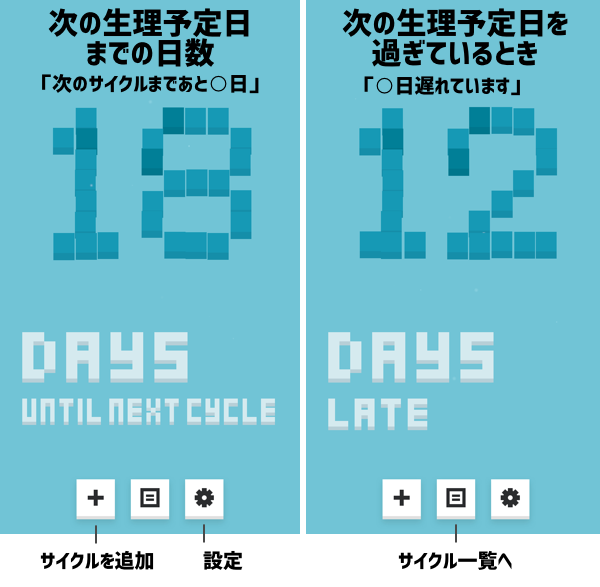 次の生理予定日
までの日数
「次のサイクルまであと○日」
18
DAYS
UNTIL NEXT CYCLE
サイクルを追加
設定
次の生理予定日を
過ぎているとき
「○日遅れています」
12
DAYS
LATE
サイクル一覧へ